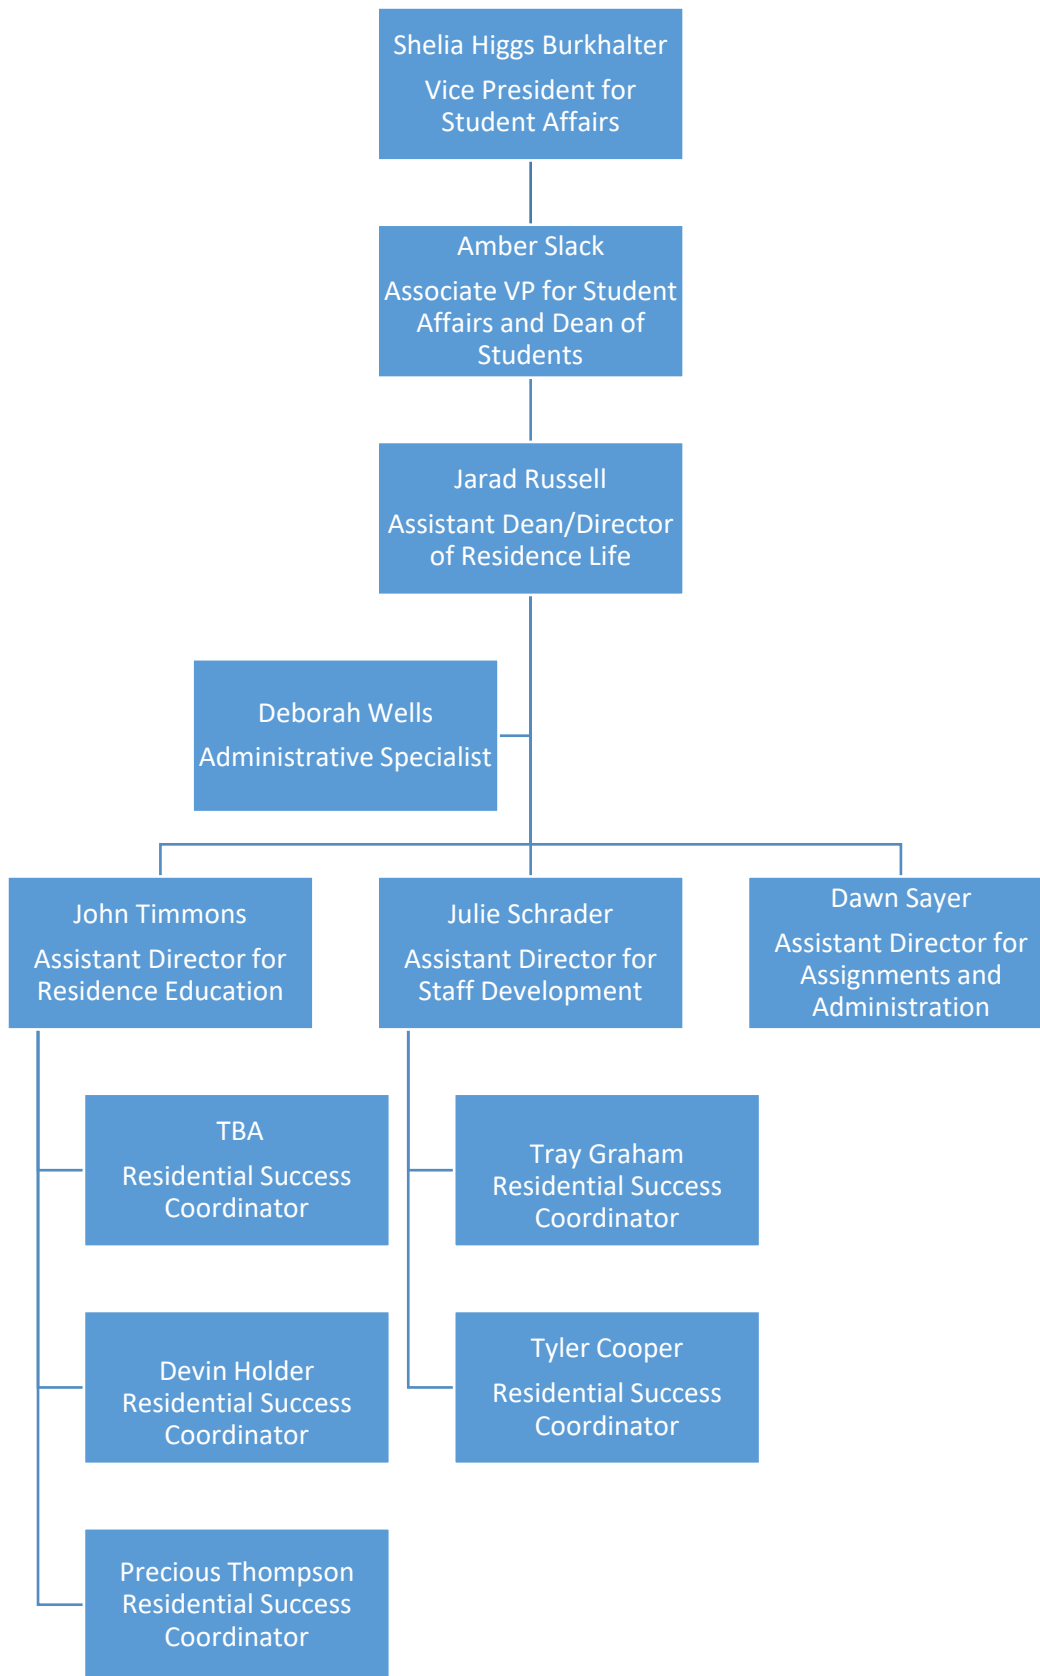 Shelia Higgs Burkhalter
Vice President for
Student Affairs
Amber Slack
Associate VP for Student
Affairs and Dean of
Students
Jarad Russell
Assistant Dean/Director
of Residence Life
Deborah Wells
Administrative Specialist
John Timmons
Assistant Director for
Residence Education
Julie Schrader
Assistant Director for
Staff Development
Dawn Sayer
Assistant Director for
Assignments and
Administration
TBA
Residential Success
Coordinator
Tray Graham
Residential Success
Coordinator
Devin Holder
Residential Success
Coordinator
Tyler Cooper
Residential Success
Coordinator
Precious Thompson
Residential Success
Coordinator